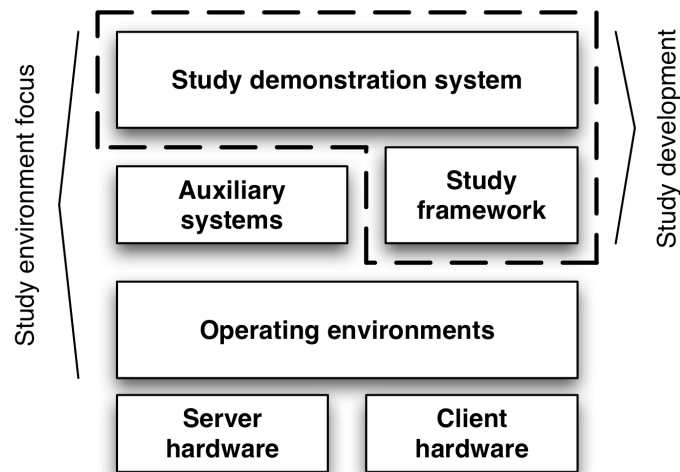 Study environment focus
Study demonstration system
Study development
Auxiliary
systems
Study
framework
Operating environments
Server
hardware
Client
hardware